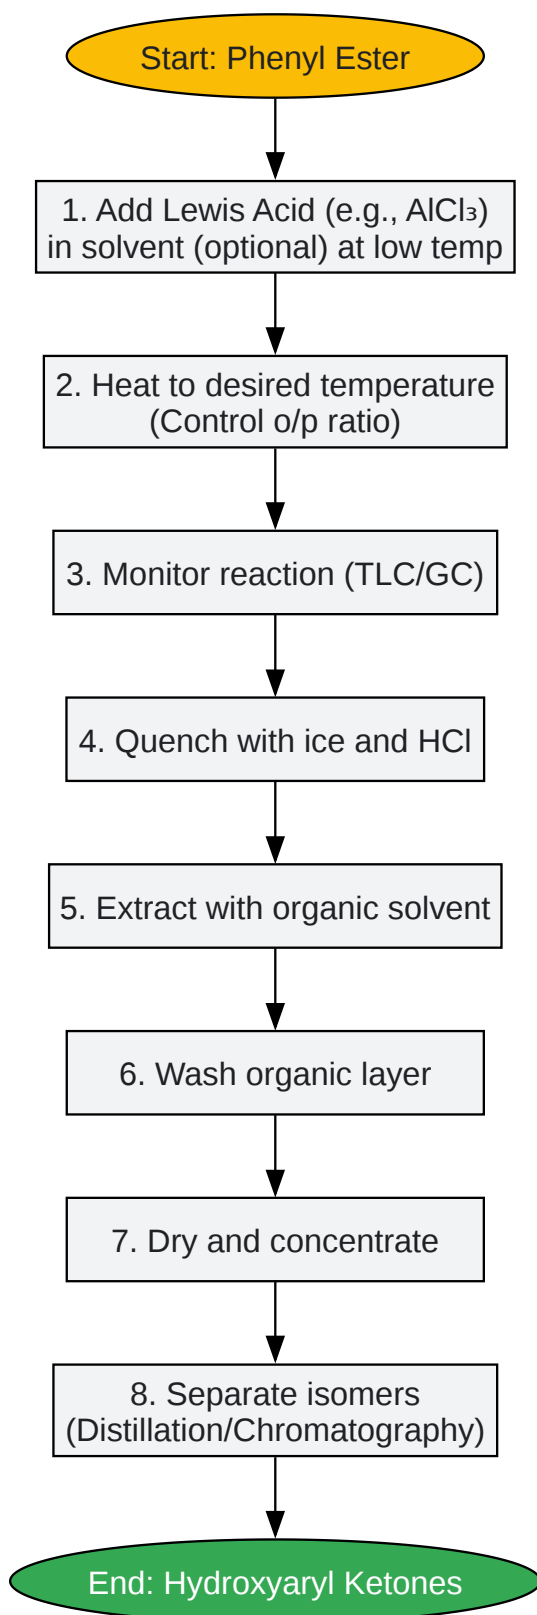 Start: Phenyl Ester
1. Add Lewis Acid (e.g., AlCl₃)
in solvent (optional) at low temp
2. Heat to desired temperature
(Control o/p ratio)
3. Monitor reaction (TLC/GC)
4. Quench with ice and HCl
5. Extract with organic solvent
6. Wash organic layer
7. Dry and concentrate
8. Separate isomers
(Distillation/Chromatography)
End: Hydroxyaryl Ketones